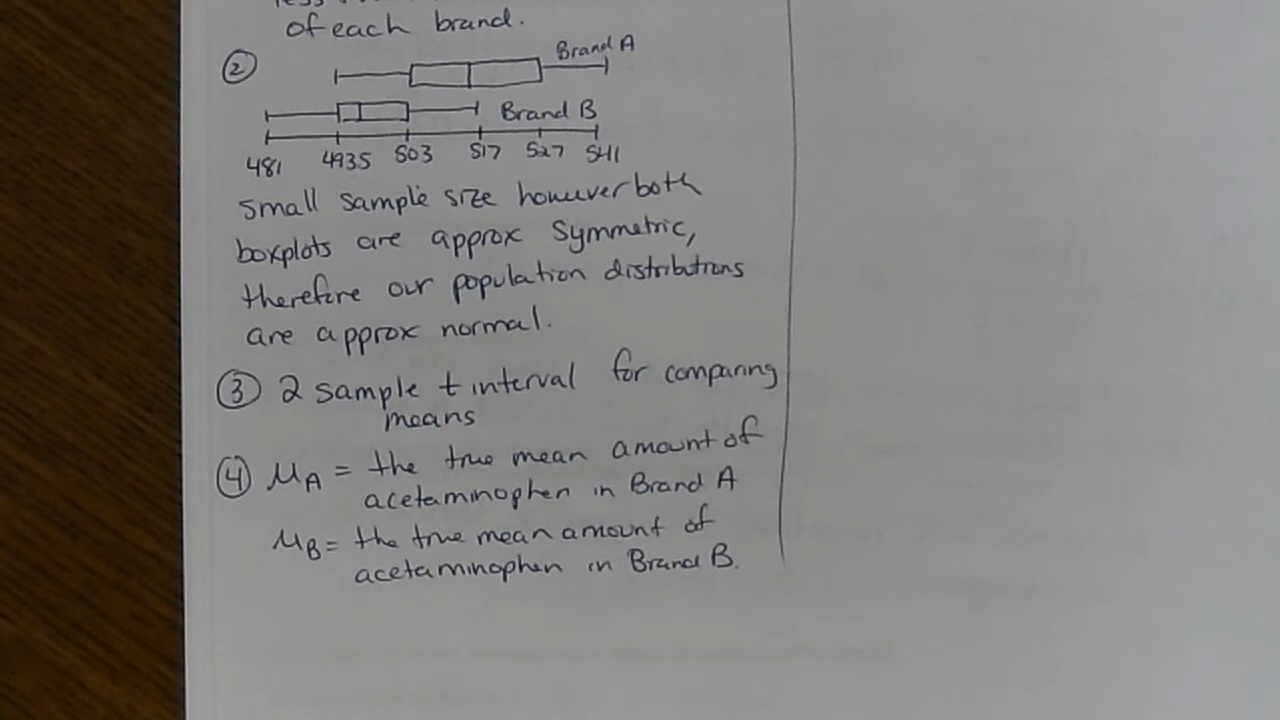 less
of each brand.
② Brand A
Brand B
481 493.5 503 517 527 541
small sample size however both
boxplots are approx symmetric,
therefore our population distributions
are approx normal.
③ 2 sample t interval for comparing
means
④ μA = the true mean amount of
acetaminophen in Brand A
μB = the true mean amount of
acetaminophen in Brand B.